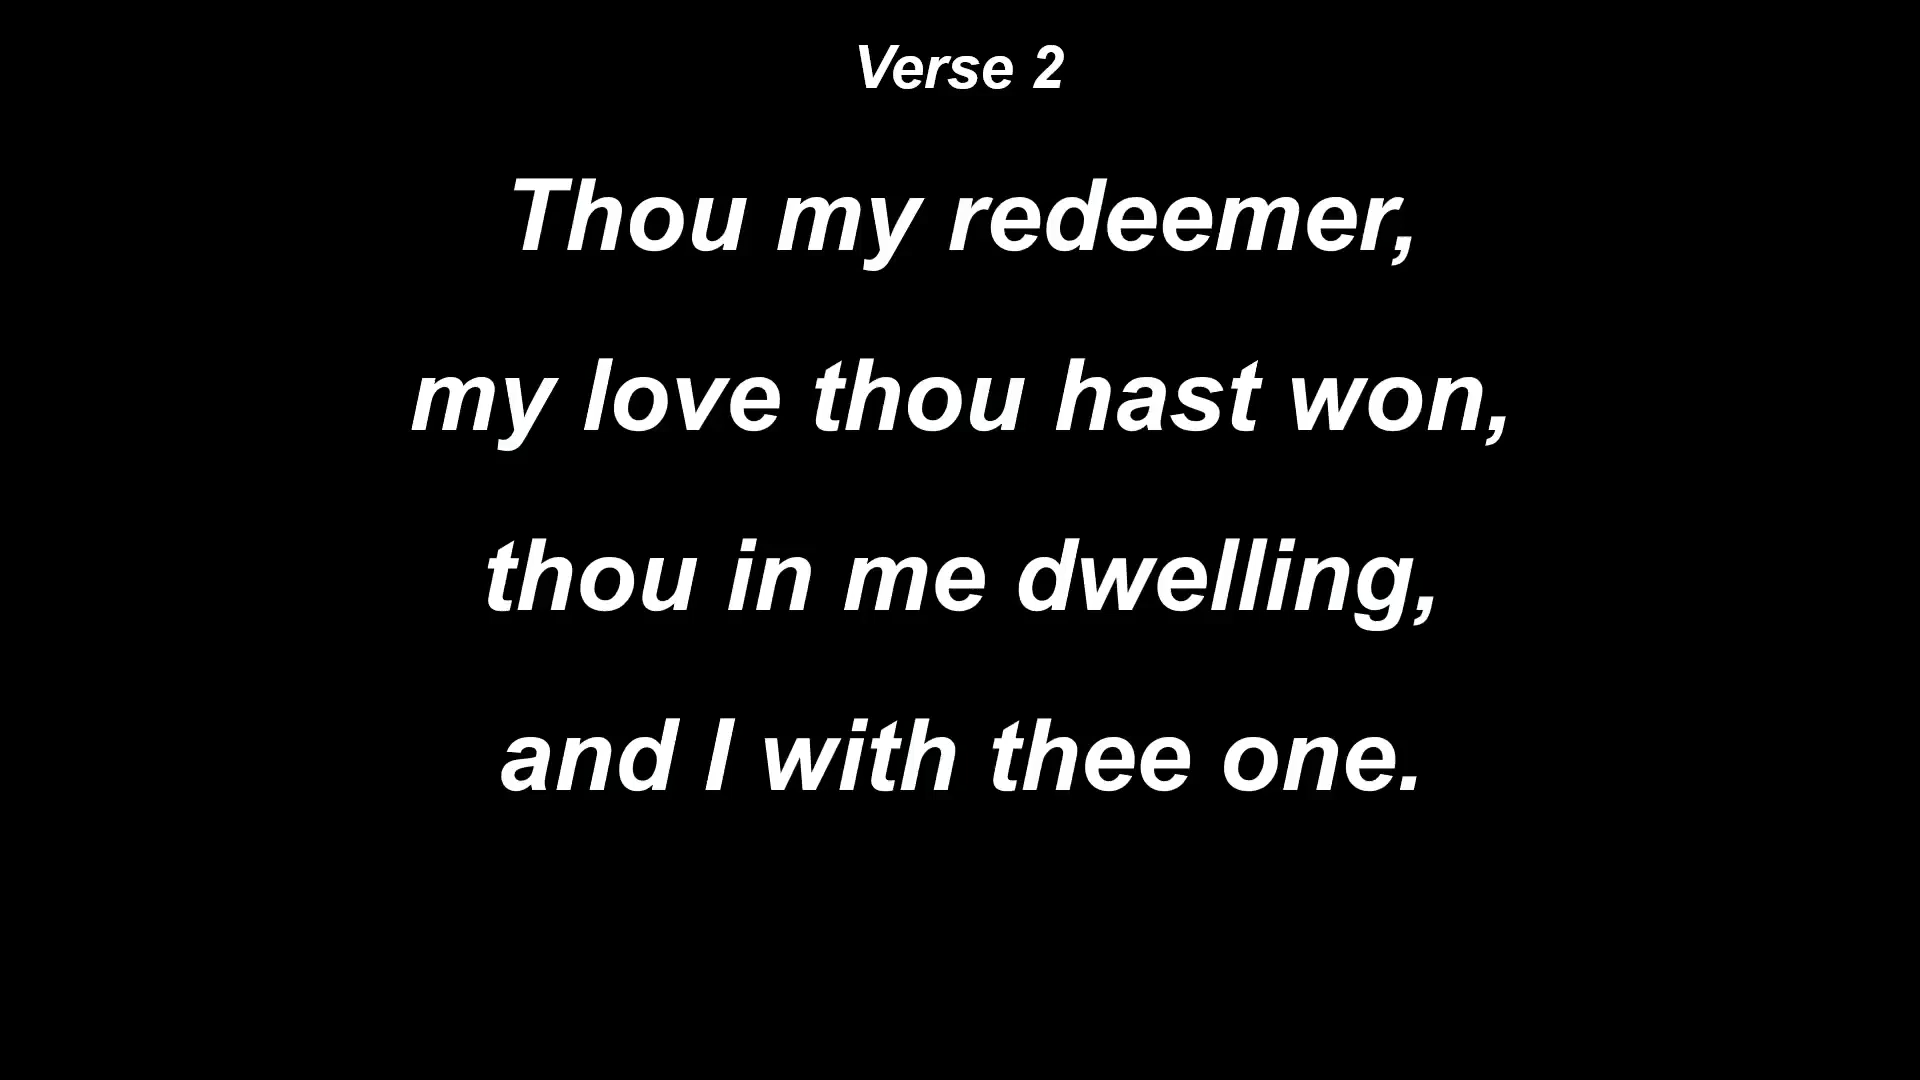 Verse 2
Thou my redeemer,
my love thou hast won,
thou in me dwelling,
and I with thee one.